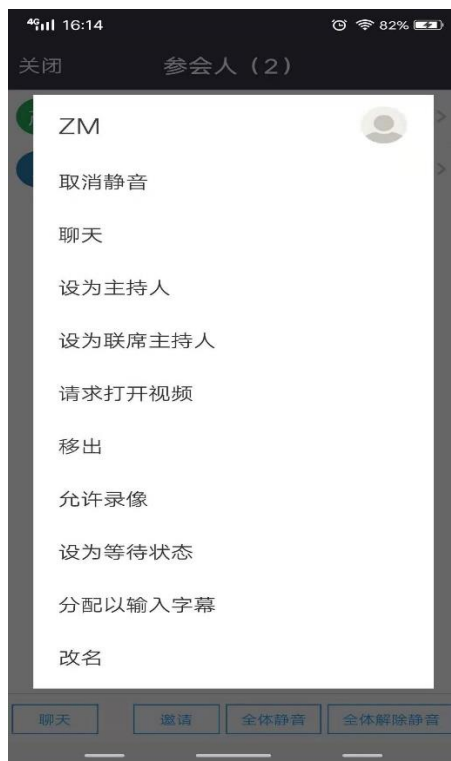 4G 16:14 82%
关闭 参会人（2）
ZM
取消静音
聊天
设为主持人
设为联席主持人
请求打开视频
移出
允许录像
设为等待状态
分配以输入字幕
改名
聊天 邀请 全体静音 全体解除静音